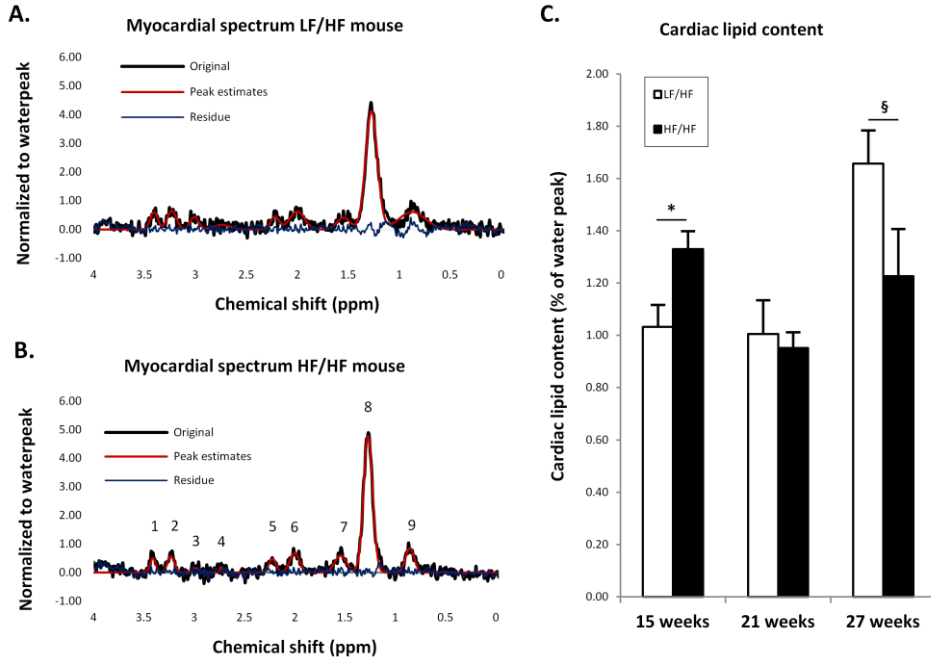 A.
Myocardial spectrum LF/HF mouse
Normalized to waterpeak
6.00
5.00
4.00
3.00
2.00
1.00
0.00
-1.00
Original
Peak estimates
Residue
4 3.5 3 2.5 2 1.5 1 0.5 0
Chemical shift (ppm)
B.
Myocardial spectrum HF/HF mouse
Normalized to waterpeak
6.00
5.00
4.00
3.00
2.00
1.00
0.00
-1.00
Original
Peak estimates
Residue
1 2 3 4 5 6 7 8 9
4 3.5 3 2.5 2 1.5 1 0.5 0
Chemical shift (ppm)
C.
Cardiac lipid content
Cardiac lipid content (% of water peak)
2.00
1.80
1.60
1.40
1.20
1.00
0.80
0.60
0.40
0.20
0.00
LF/HF
HF/HF
*
§
15 weeks 21 weeks 27 weeks